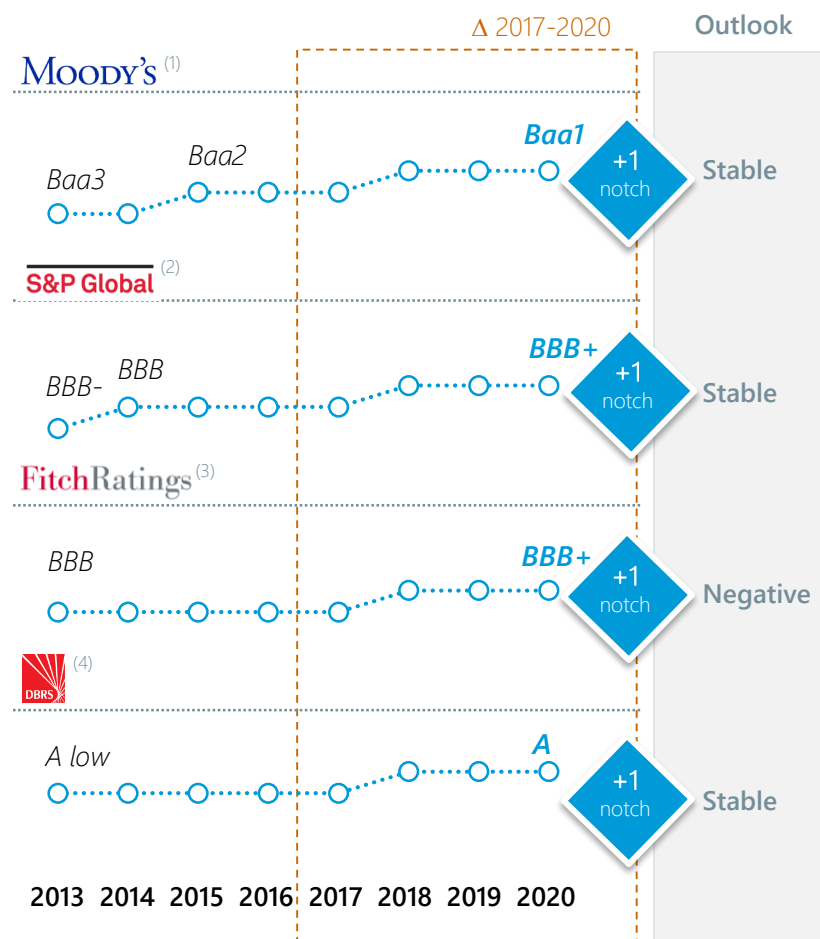 Δ 2017-2020
Outlook
MOODY'S (1)
Baa3
Baa2
Baa1
+1
notch
Stable
S&P Global (2)
BBB-
BBB
BBB+
+1
notch
Stable
FitchRatings (3)
BBB
BBB+
+1
notch
Negative
DBRS (4)
A low
A
+1
notch
Stable
2013 2014 2015 2016 2017 2018 2019 2020